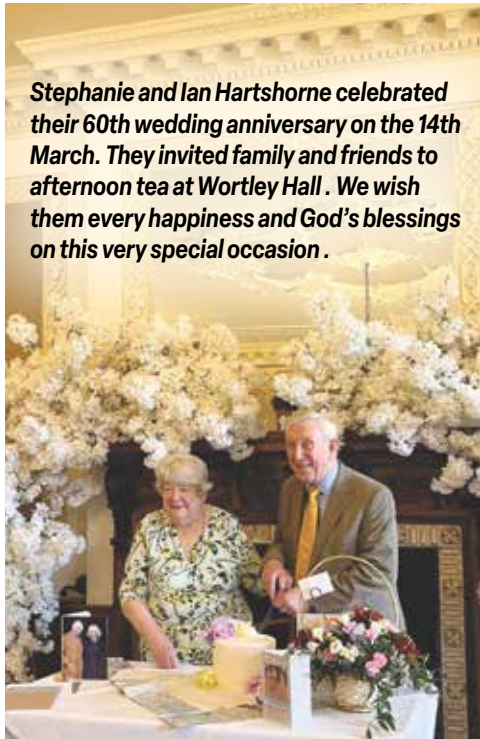 Stephanie and Ian Hartshorne celebrated
their 60th wedding anniversary on the 14th
March. They invited family and friends to
afternoon tea at Wortley Hall . We wish
them every happiness and God's blessings
on this very special occasion .